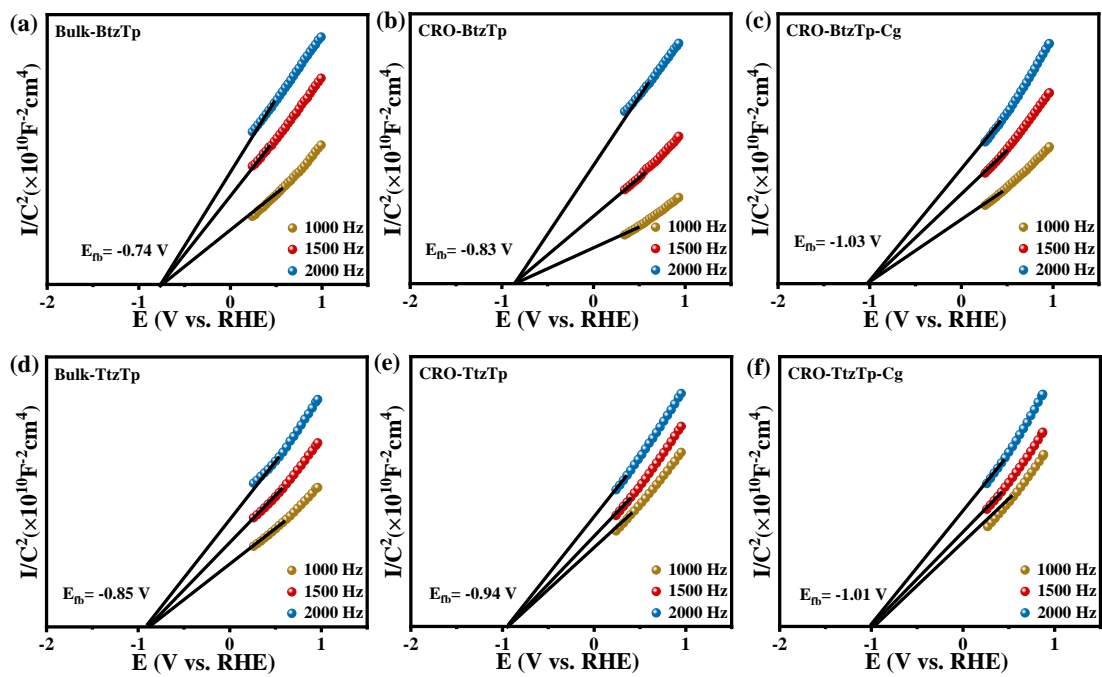 (a) Bulk-BtzTp
I/C²(×10¹⁰F⁻²cm⁴)
E_fb= -0.74 V
1000 Hz
1500 Hz
2000 Hz
-2 -1 0 1
E (V vs. RHE)
(b) CRO-BtzTp
I/C²(×10¹⁰F⁻²cm⁴)
E_fb= -0.83 V
1000 Hz
1500 Hz
2000 Hz
-2 -1 0 1
E (V vs. RHE)
(c) CRO-BtzTp-Cg
I/C²(×10¹⁰F⁻²cm⁴)
E_fb= -1.03 V
1000 Hz
1500 Hz
2000 Hz
-2 -1 0 1
E (V vs. RHE)
(d) Bulk-TtzTp
I/C²(×10¹⁰F⁻²cm⁴)
E_fb= -0.85 V
1000 Hz
1500 Hz
2000 Hz
-2 -1 0 1
E (V vs. RHE)
(e) CRO-TtzTp
I/C²(×10¹⁰F⁻²cm⁴)
E_fb= -0.94 V
1000 Hz
1500 Hz
2000 Hz
-2 -1 0 1
E (V vs. RHE)
(f) CRO-TtzTp-Cg
I/C²(×10¹⁰F⁻²cm⁴)
E_fb= -1.01 V
1000 Hz
1500 Hz
2000 Hz
-2 -1 0 1
E (V vs. RHE)